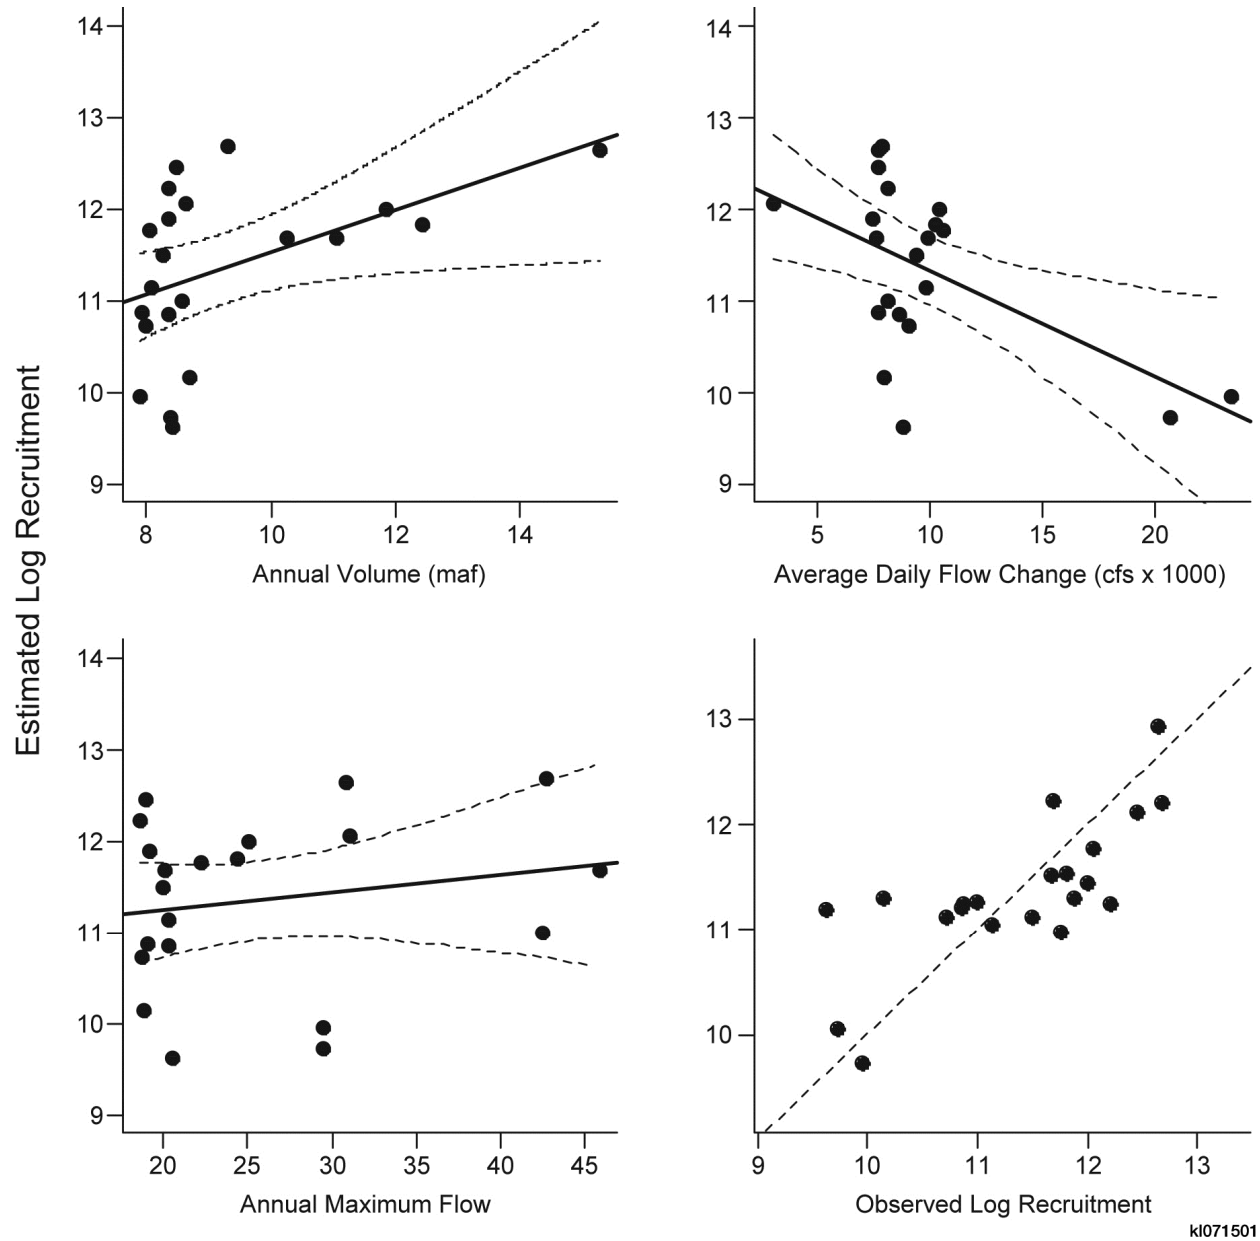 Estimated Log Recruitment
14
13
12
11
10
9
8 10 12 14
Annual Volume (maf)
14
13
12
11
10
9
5 10 15 20
Average Daily Flow Change (cfs x 1000)
14
13
12
11
10
9
20 25 30 35 40 45
Annual Maximum Flow
13
12
11
10
9 10 11 12 13
Observed Log Recruitment
kl071501